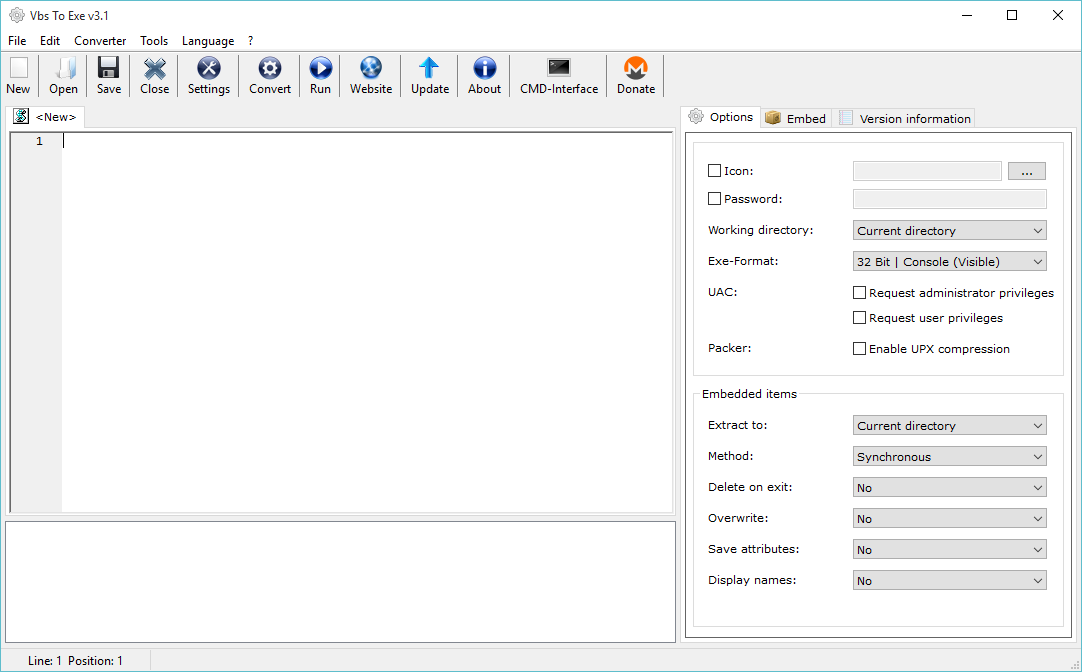 Vbs To Exe v3.1
File Edit Converter Tools Language ?
New Open Save Close Settings Convert Run Website Update About CMD-Interface Donate
<New>
1
Options Embed Version information
Icon: ...
Password:
Working directory: Current directory
Exe-Format: 32 Bit | Console (Visible)
UAC: Request administrator privileges
Request user privileges
Packer: Enable UPX compression
Embedded items
Extract to: Current directory
Method: Synchronous
Delete on exit: No
Overwrite: No
Save attributes: No
Display names: No
Line: 1 Position: 1